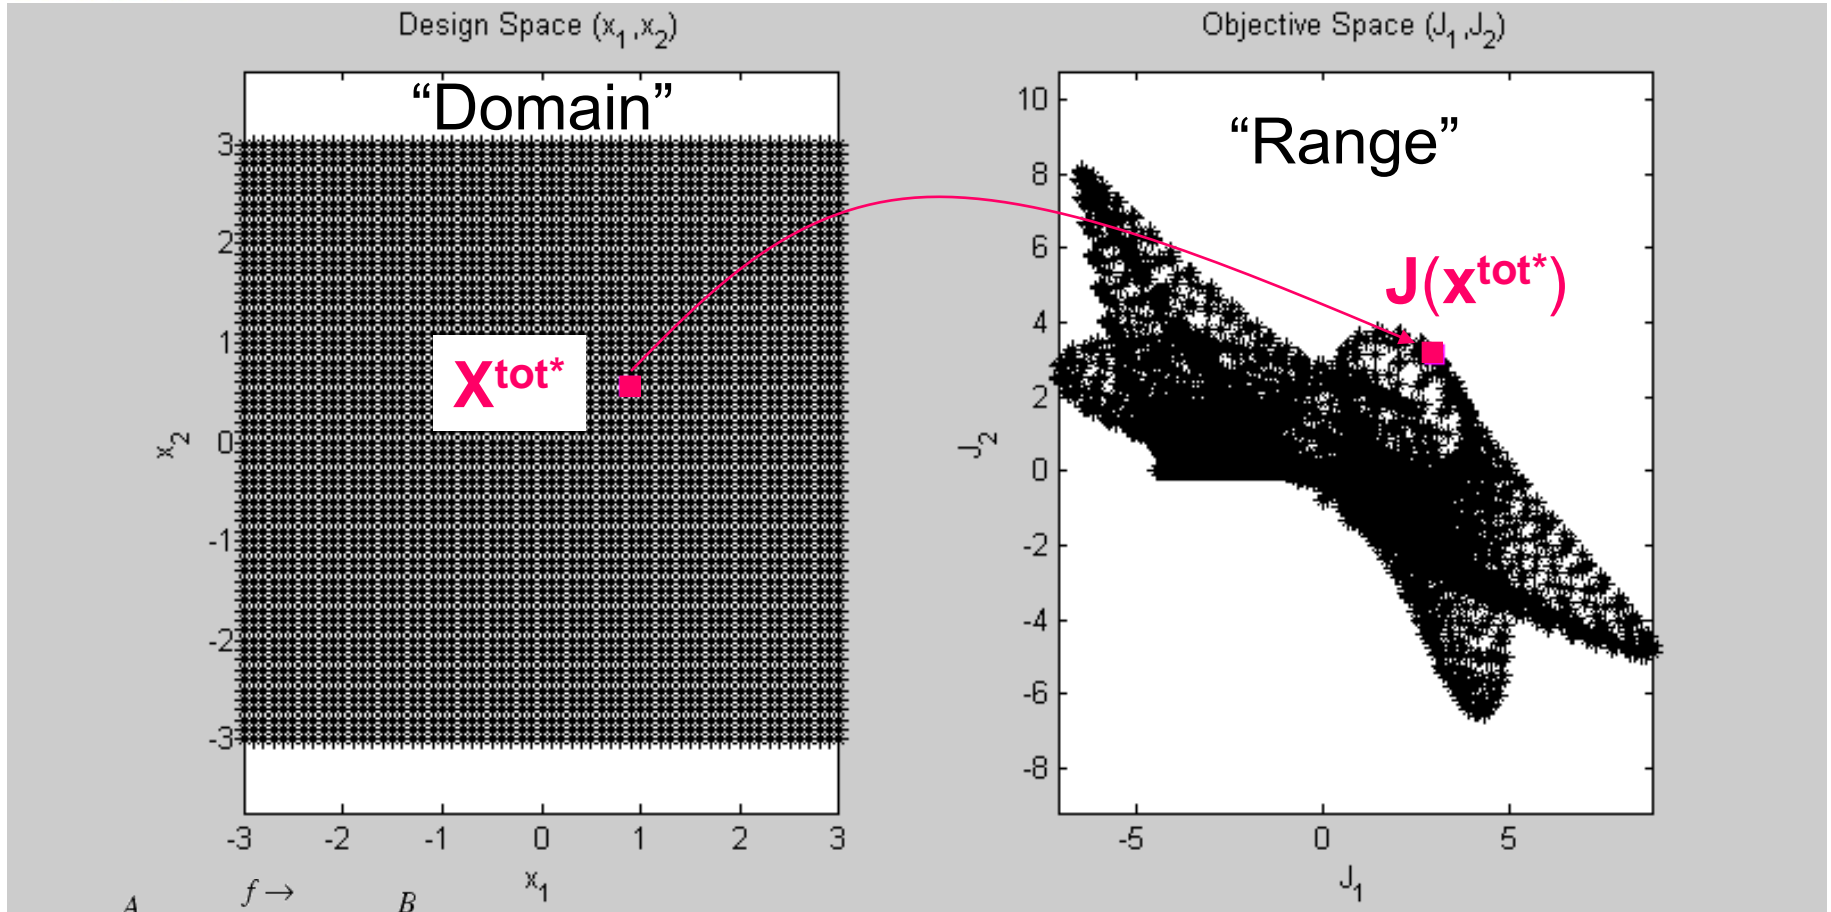 Design Space (x1,x2)
"Domain"
3
2
1
0
-1
-2
-3
x2
Xtot*
-3
-2
-1
0
1
2
3
x1
Objective Space (J1,J2)
"Range"
10
8
6
4
2
0
-2
-4
-6
-8
J2
J(xtot*)
-5
0
5
J1
f →
A
B